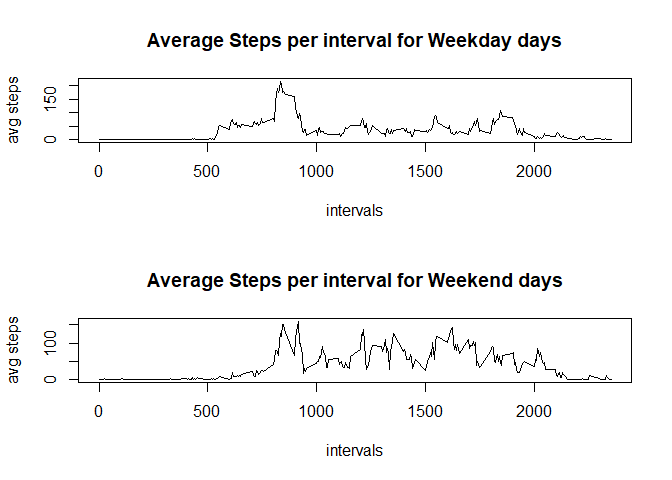 Average Steps per interval for Weekday days
avg steps
150
0
0 500 1000 1500 2000
intervals
Average Steps per interval for Weekend days
avg steps
100
0
0 500 1000 1500 2000
intervals